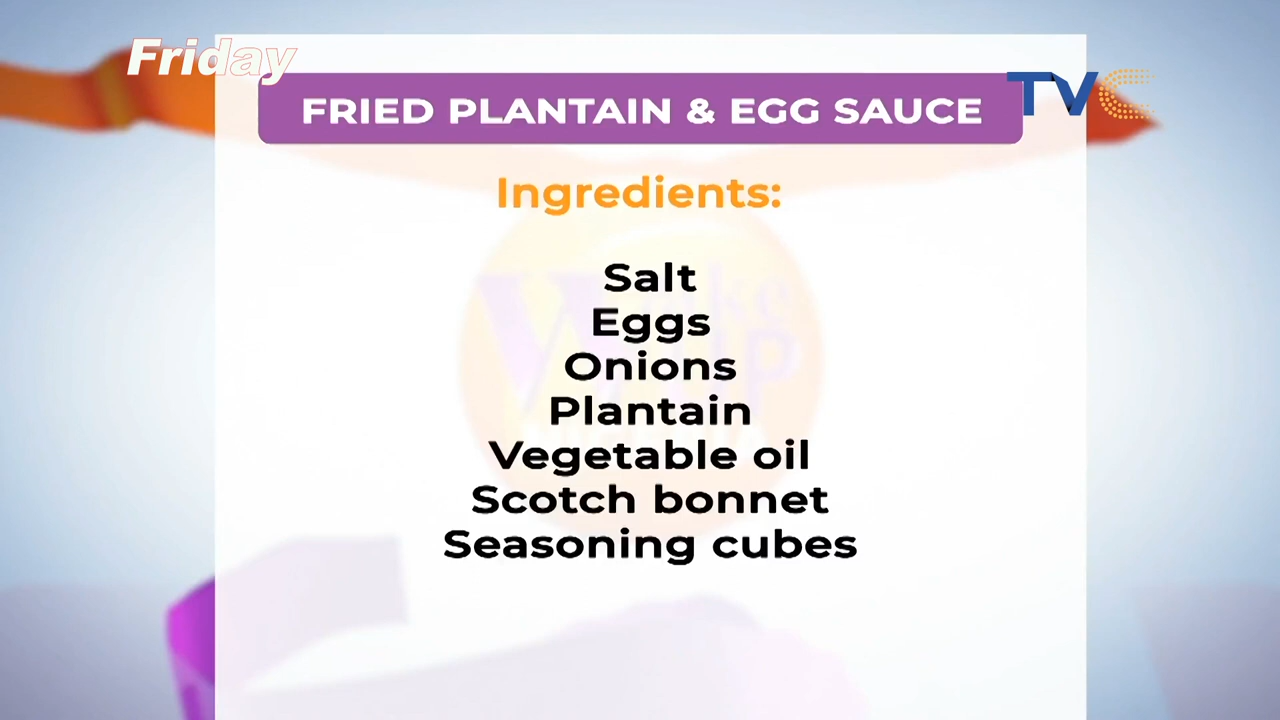 Friday
TVC
FRIED PLANTAIN & EGG SAUCE
Ingredients:
Salt
Eggs
Onions
Plantain
Vegetable oil
Scotch bonnet
Seasoning cubes